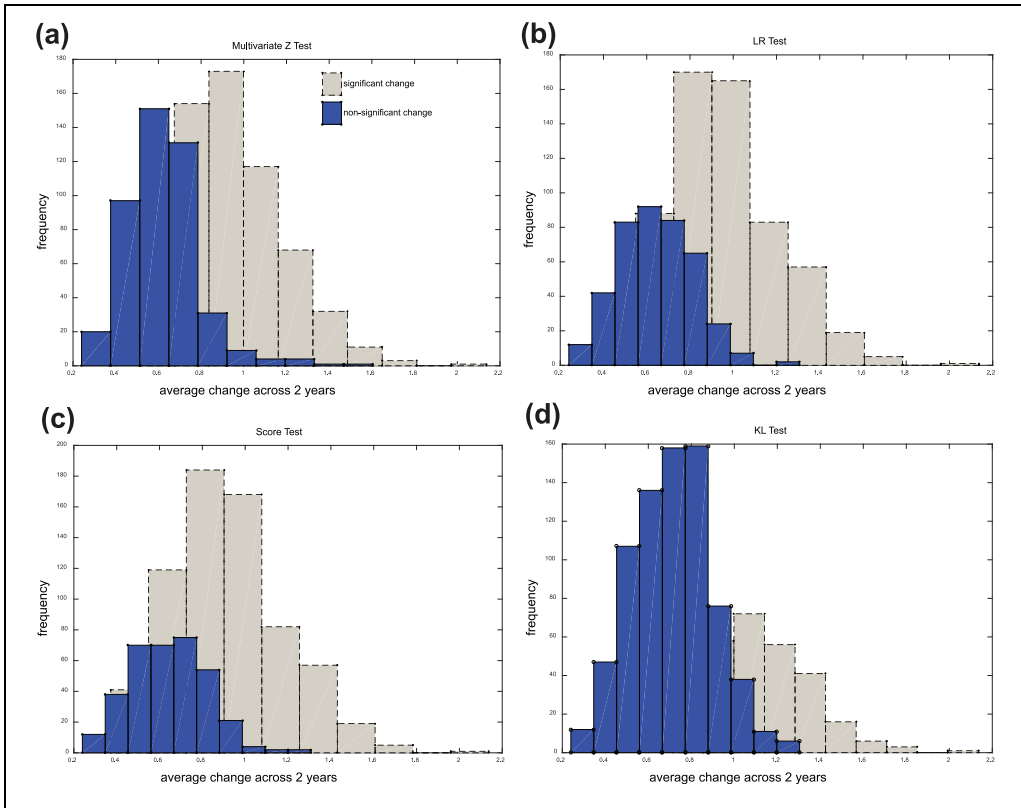 (a)
Multivariate Z Test
180
160
140
120
100
80
60
40
20
0
frequency
significant change
non-significant change
0.2 0.4 0.6 0.8 1 1.2 1.4 1.6 1.8 2 2.2
average change across 2 years
(b)
LR Test
180
160
140
120
100
80
60
40
20
0
frequency
0.2 0.4 0.6 0.8 1 1.2 1.4 1.6 1.8 2 2.2
average change across 2 years
(c)
Score Test
200
180
160
140
120
100
80
60
40
20
0
frequency
0.2 0.4 0.6 0.8 1 1.2 1.4 1.6 1.8 2 2.2
average change across 2 years
(d)
KL Test
160
140
120
100
80
60
40
20
0
frequency
0.2 0.4 0.6 0.8 1 1.2 1.4 1.6 1.8 2 2.2
average change across 2 years